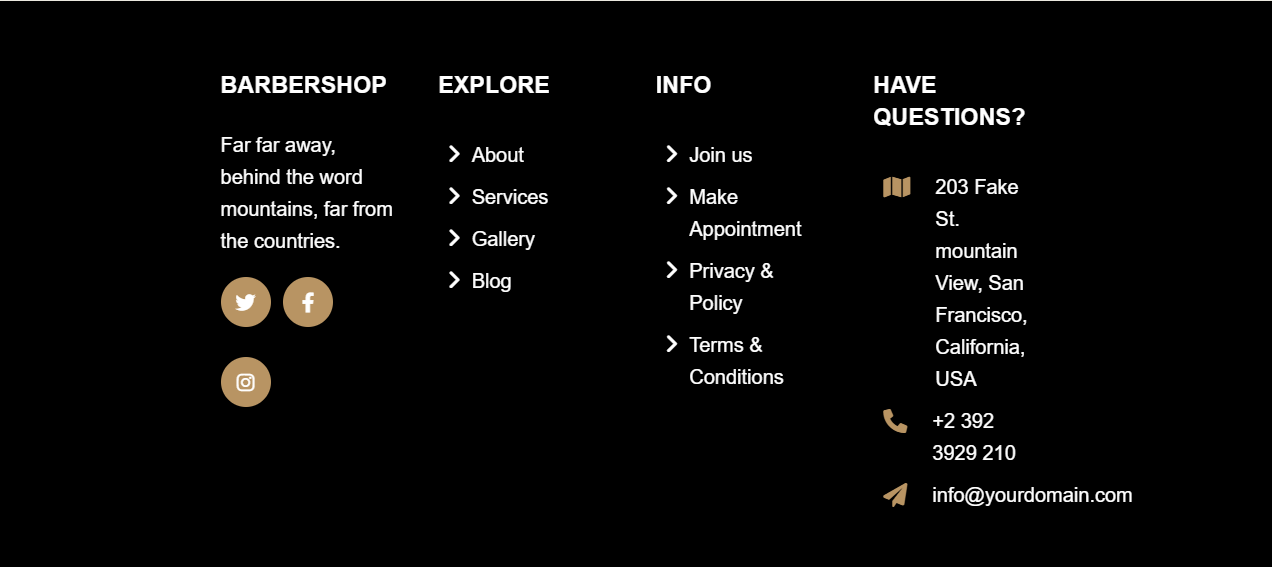 BARBERSHOP
Far far away,
behind the word
mountains, far from
the countries.
EXPLORE
About
Services
Gallery
Blog
INFO
Join us
Make
Appointment
Privacy &
Policy
Terms &
Conditions
HAVE
QUESTIONS?
203 Fake
St.
mountain
View, San
Francisco,
California,
USA
+2 392
3929 210
info@yourdomain.com